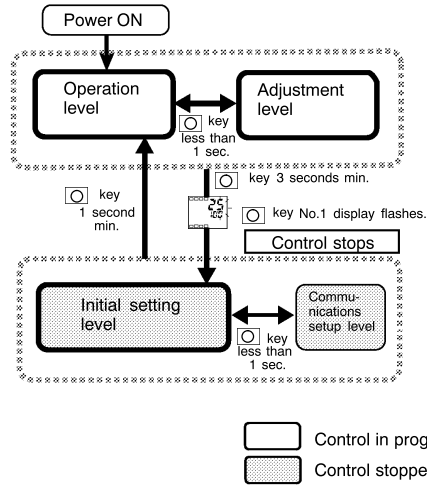 Power ON
Operation
level
Adjustment
level
key
less than
1 sec.
key
1 second
min.
key 3 seconds min.
25
key No.1 display flashes.
Control stops
Initial setting
level
Commu-
nications
setup level
key
less than
1 sec.
Control in prog
Control stoppe